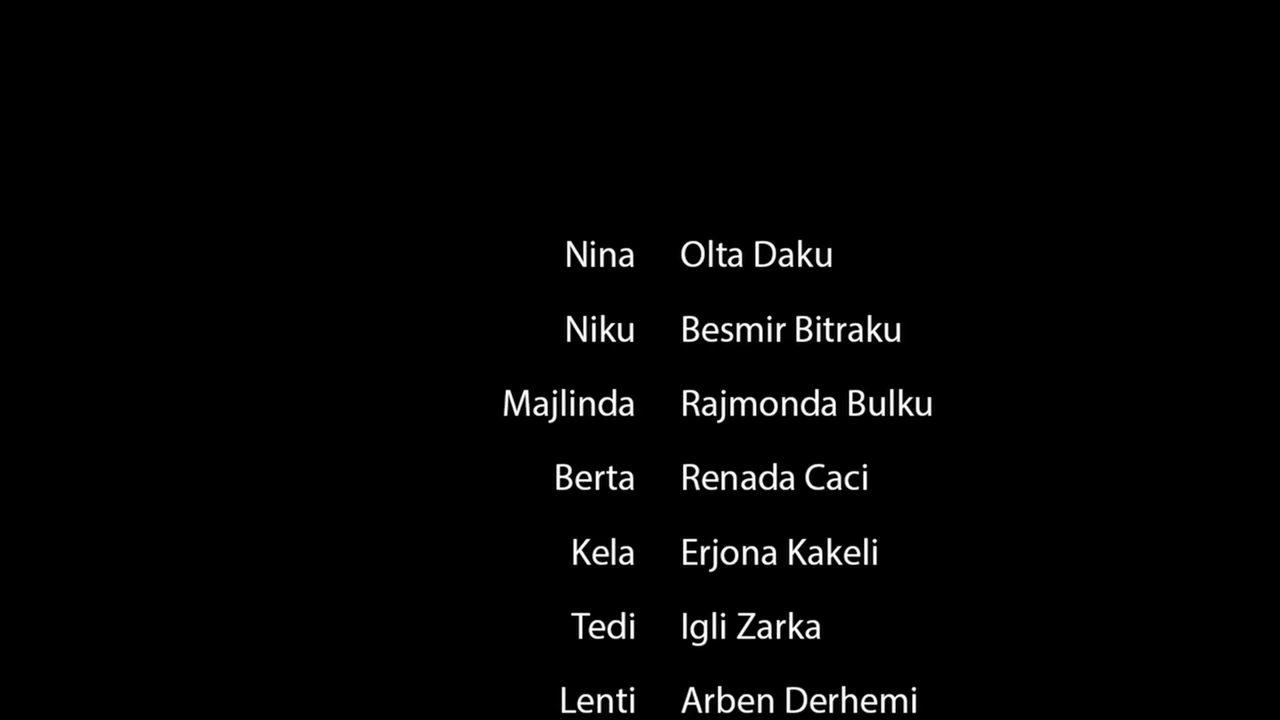 Nina Olta Daku
Niku Besmir Bitraku
Majlinda Rajmonda Bulku
Berta Renada Caci
Kela Erjona Kakeli
Tedi Igli Zarka
Lenti Arben Derhemi